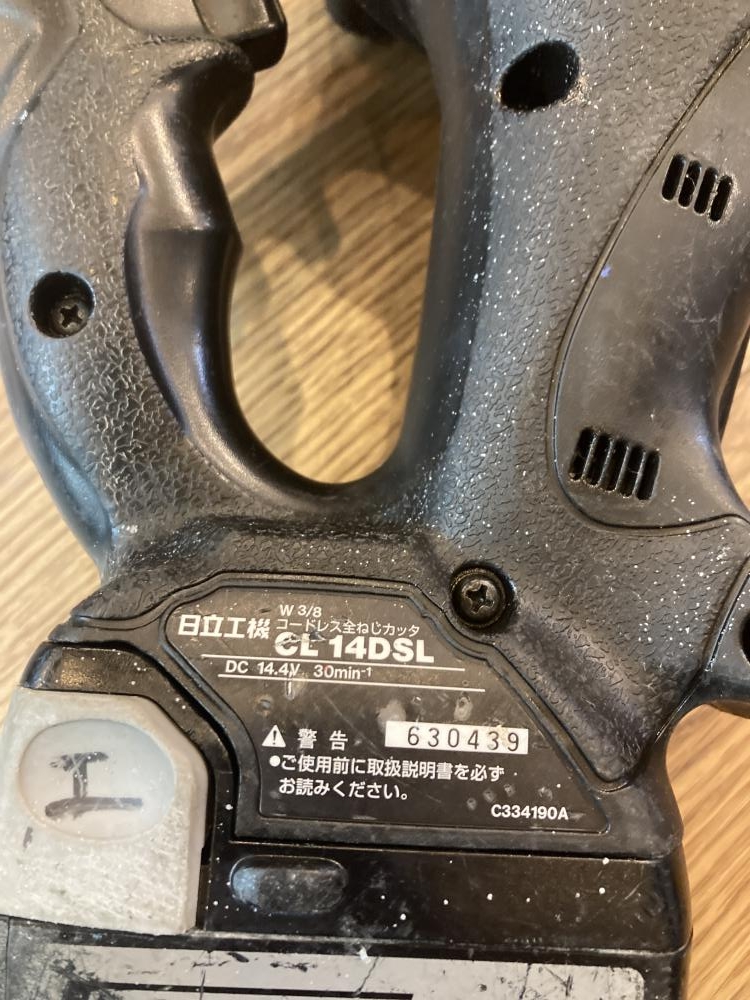 W 3/8
コードレス全ねじカッタ
日立工機 CL 14DSL
DC 14.4V 30min⁻¹
⚠ 警告 630439
●ご使用前に取扱説明書を必ず
お読みください。
C334190A
工